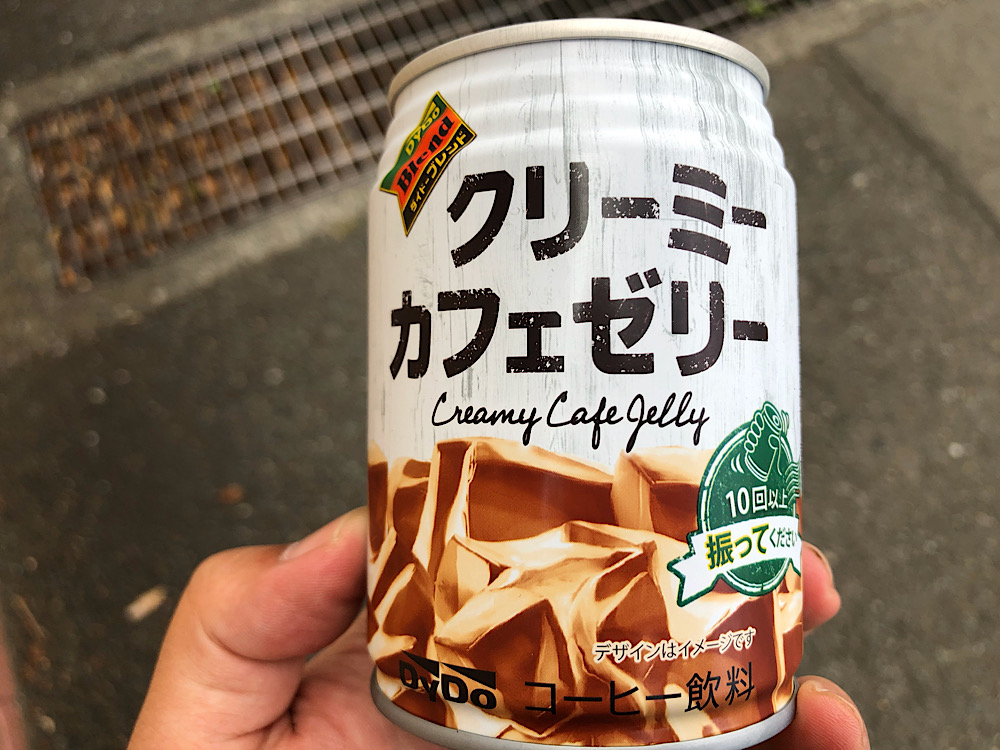 DyDo
Blend
ダイドーブレンド
クリーミー
カフェゼリー
Creamy Cafe Jelly
10回以上
振ってください
デザインはイメージです
DyDo
コーヒー飲料